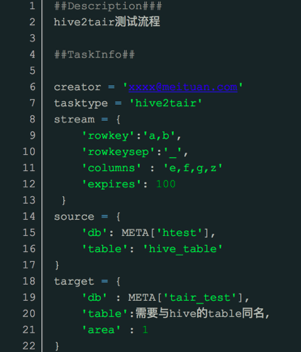 1 ##Description###
2 hive2tair测试流程
3
4 ##TaskInfo##
5
6 creator = '
7 tasktype = 'hive2tair'
8 stream = {
9 'rowkey':'a,b',
10 'rowkeysep':'_',
11 'columns' : 'e,f,g,z'
12 'expires': 100
13 }
14 source = {
15 'db': META['htest'],
16 'table': 'hive_table'
17 }
18 target = {
19 'db' : META['tair_test'],
20 'table':需要与hive的table同名,
21 'area' : 1
22 }